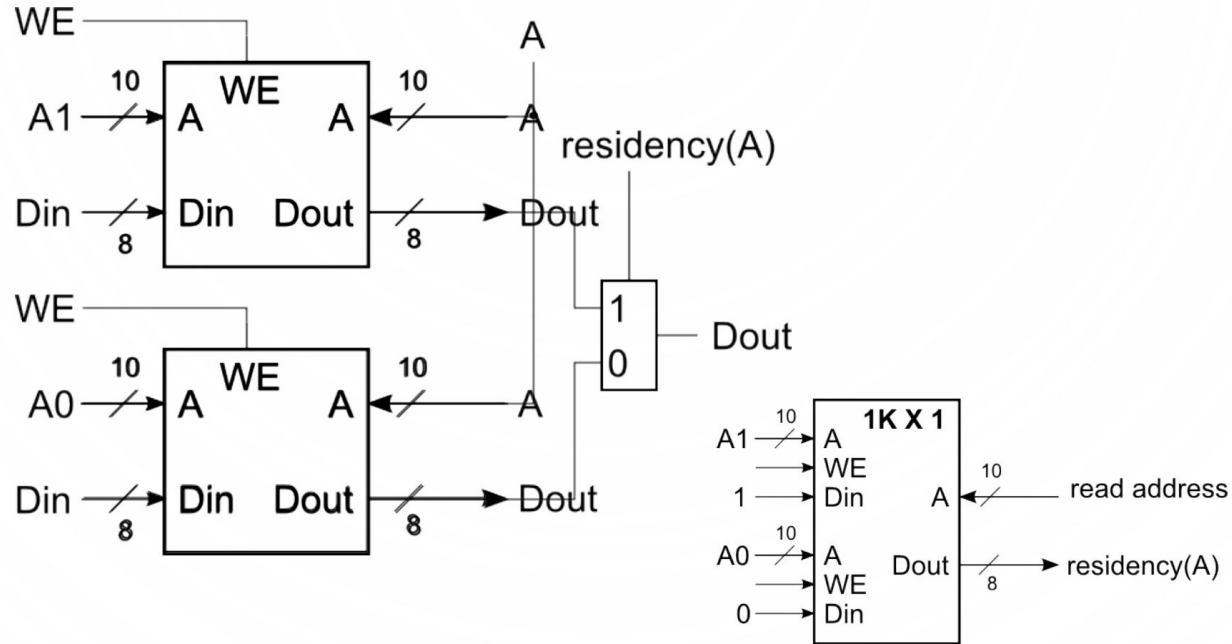 WE
10
WE
10
A1
A
A
A
A
residency(A)
Din
Din
Dout
Dout
8
8
1
0
Dout
WE
10
WE
10
A0
A
A
A
Din
Din
Dout
Dout
8
8
1K X 1
A1
10
A
WE
1
Din
A
10
read address
A0
10
A
WE
Dout
8
residency(A)
0
Din